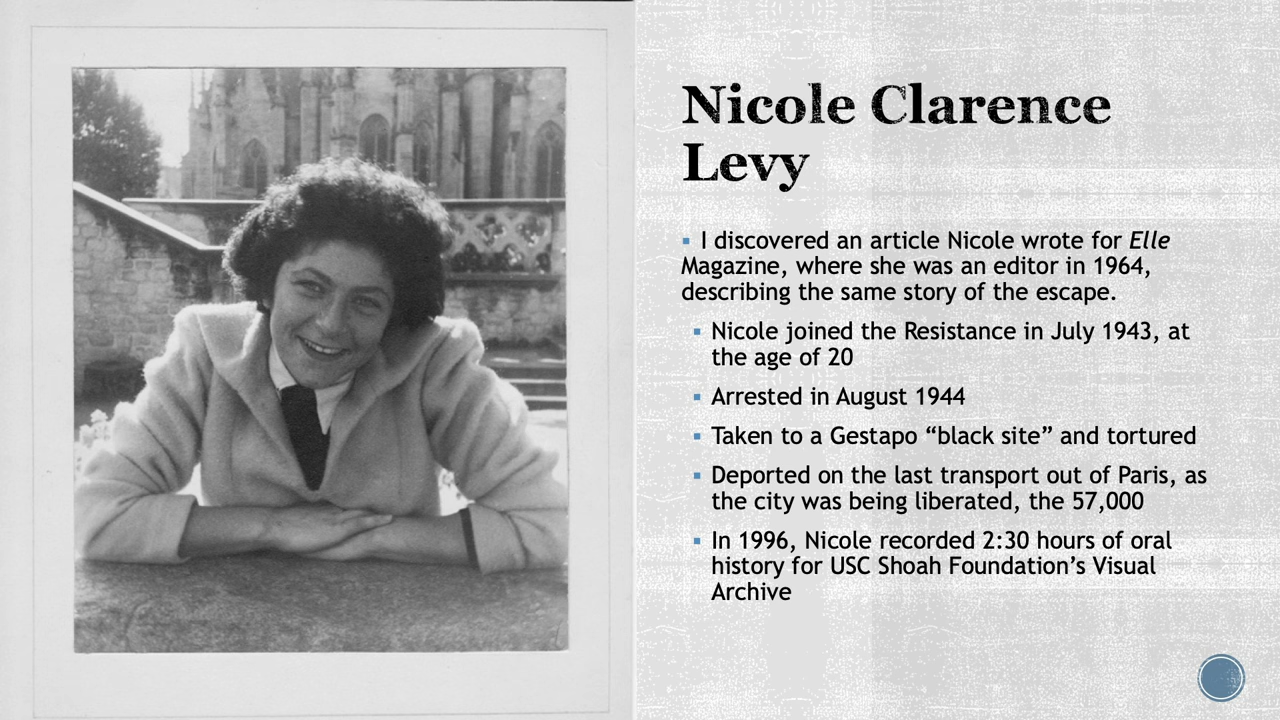 Nicole Clarence
Levy
▪ I discovered an article Nicole wrote for Elle
Magazine, where she was an editor in 1964,
describing the same story of the escape.
▪ Nicole joined the Resistance in July 1943, at
the age of 20
▪ Arrested in August 1944
▪ Taken to a Gestapo “black site” and tortured
▪ Deported on the last transport out of Paris, as
the city was being liberated, the 57,000
▪ In 1996, Nicole recorded 2:30 hours of oral
history for USC Shoah Foundation’s Visual
Archive